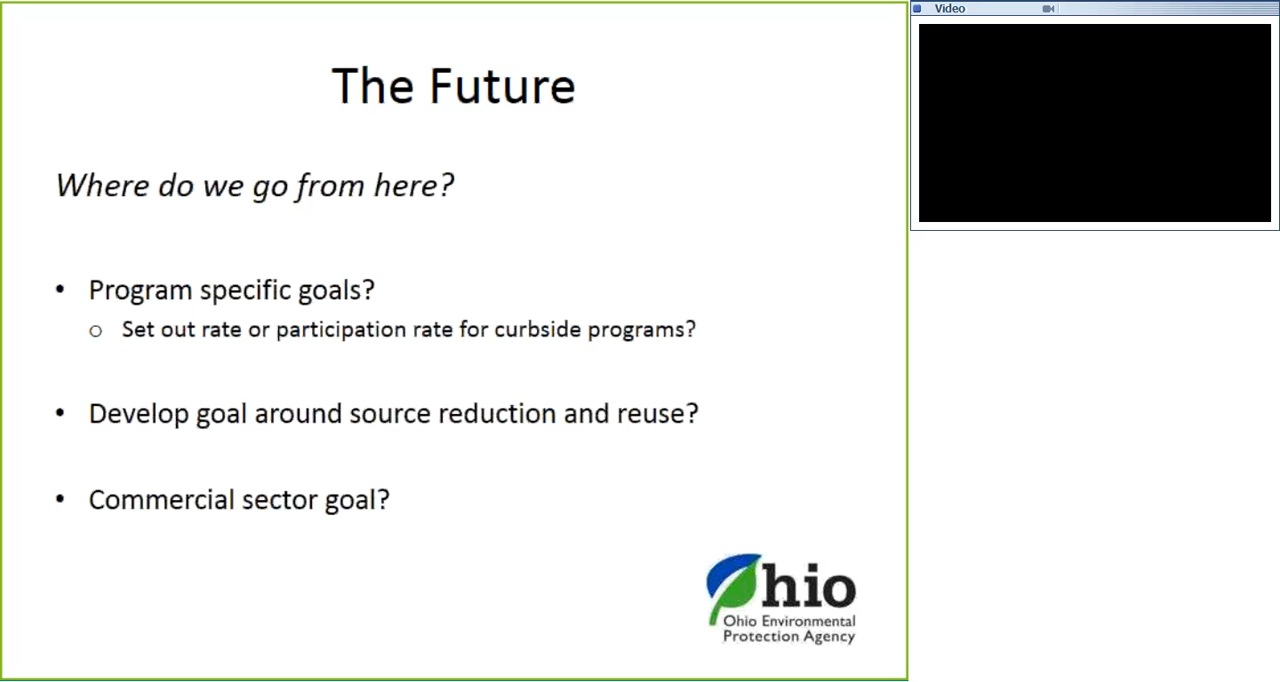 The Future
Where do we go from here?
• Program specific goals?
o Set out rate or participation rate for curbside programs?
• Develop goal around source reduction and reuse?
• Commercial sector goal?
Ohio
Ohio Environmental
Protection Agency
Video